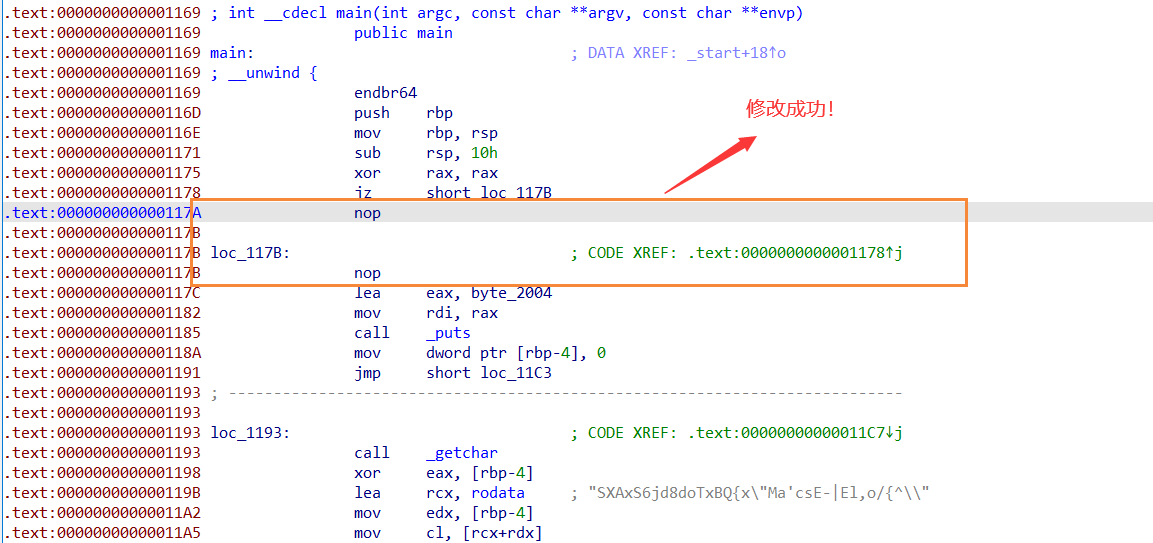 .text:0000000000001169 ; int __cdecl main(int argc, const char **argv, const char **envp)
.text:0000000000001169 public main
.text:0000000000001169 main: ; DATA XREF: _start+18↑o
.text:0000000000001169 ; __unwind {
.text:0000000000001169 endbr64
.text:000000000000116D push rbp
.text:000000000000116E mov rbp, rsp
.text:0000000000001171 sub rsp, 10h
.text:0000000000001175 xor rax, rax
.text:0000000000001178 jz short loc_117B
.text:000000000000117A nop
.text:000000000000117B
.text:000000000000117B loc_117B: ; CODE XREF: .text:0000000000001178↑j
.text:000000000000117B nop
.text:000000000000117C lea eax, byte_2004
.text:0000000000001182 mov rdi, rax
.text:0000000000001185 call _puts
.text:000000000000118A mov dword ptr [rbp-4], 0
.text:0000000000001191 jmp short loc_11C3
.text:0000000000001193 ; ---------------------------------------------------------------------------
.text:0000000000001193
.text:0000000000001193 loc_1193: ; CODE XREF: .text:00000000000011C7↓j
.text:0000000000001193 call _getchar
.text:0000000000001198 xor eax, [rbp-4]
.text:000000000000119B lea rcx, rodata ; "SXAxS6jd8doTxBQ{x\"Ma'csE-|El,o/{^\\"
.text:00000000000011A2 mov edx, [rbp-4]
.text:00000000000011A5 mov cl, [rcx+rdx]
修改成功！